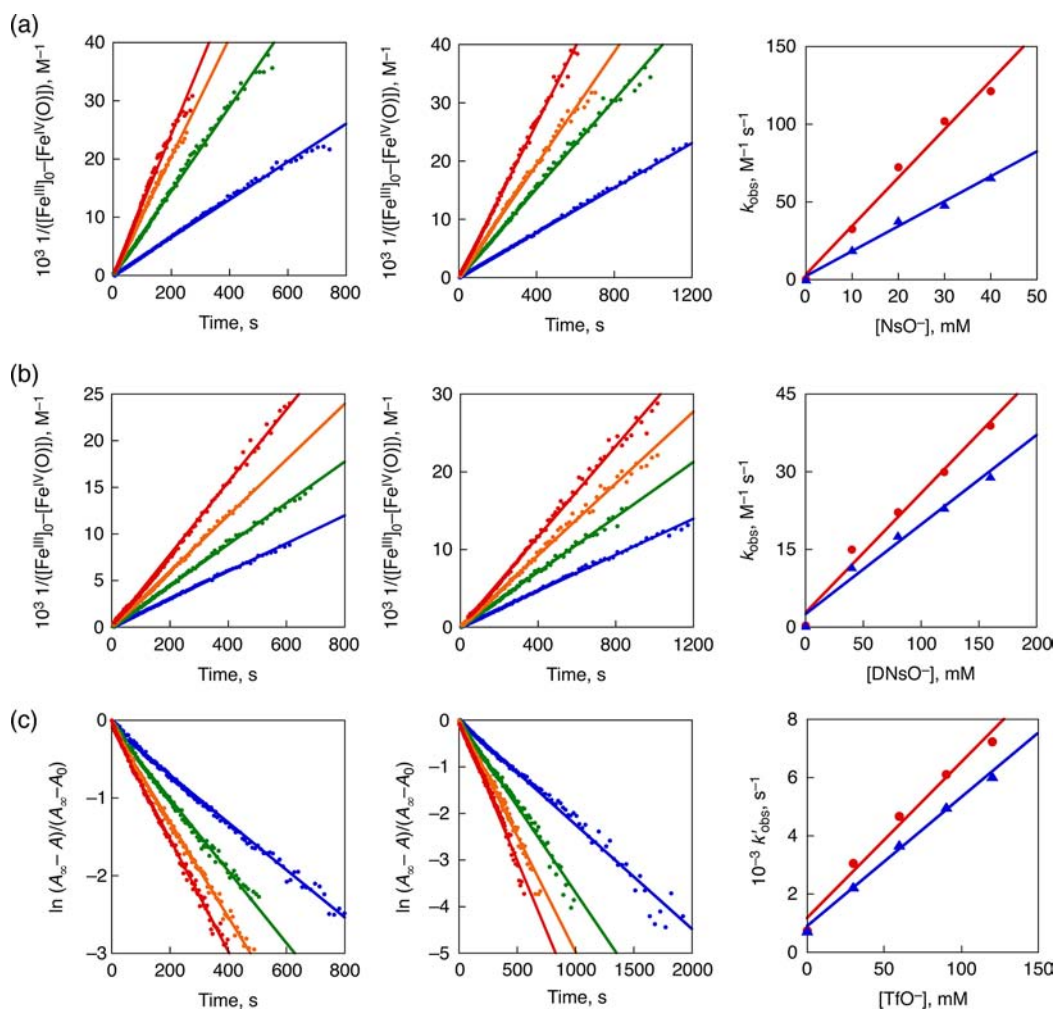 (a)
10³ 1/([Feᴵᴵᴵ]₀–[Feᴵⱽ(O)]), M⁻¹
40
30
20
10
0
0 200 400 600 800
Time, s
10³ 1/([Feᴵᴵᴵ]₀–[Feᴵⱽ(O)]), M⁻¹
40
30
20
10
0
0 400 800 1200
Time, s
k_obs, M⁻¹ s⁻¹
150
100
50
0
0 10 20 30 40 50
[NsO⁻], mM
(b)
10³ 1/([Feᴵᴵᴵ]₀–[Feᴵⱽ(O)]), M⁻¹
25
20
15
10
5
0
0 200 400 600 800
Time, s
10³ 1/([Feᴵᴵᴵ]₀–[Feᴵⱽ(O)]), M⁻¹
30
20
10
0
0 400 800 1200
Time, s
k_obs, M⁻¹ s⁻¹
45
30
15
0
0 50 100 150 200
[DNsO⁻], mM
(c)
ln (A∞– A)/(A∞–A₀)
0
–1
–2
–3
0 200 400 600 800
Time, s
ln (A∞– A)/(A∞–A₀)
0
–1
–2
–3
–4
–5
0 500 1000 1500 2000
Time, s
10⁻³ k′_obs, s⁻¹
8
6
4
2
0
0 50 100 150
[TfO⁻], mM